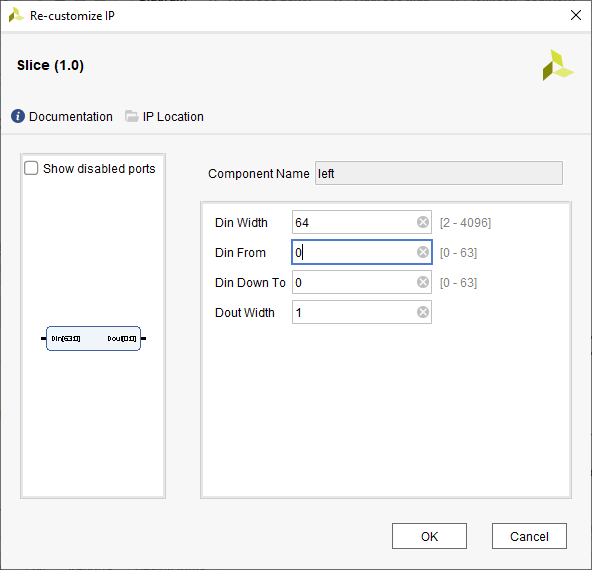 Re-customize IP
Slice (1.0)
Documentation IP Location
Show disabled ports
Component Name left
Din Width 64 [2 - 4096]
Din From 0 [0 - 63]
Din Down To 0 [0 - 63]
Dout Width 1
Din[63:0] Dout[0:0]
OK Cancel